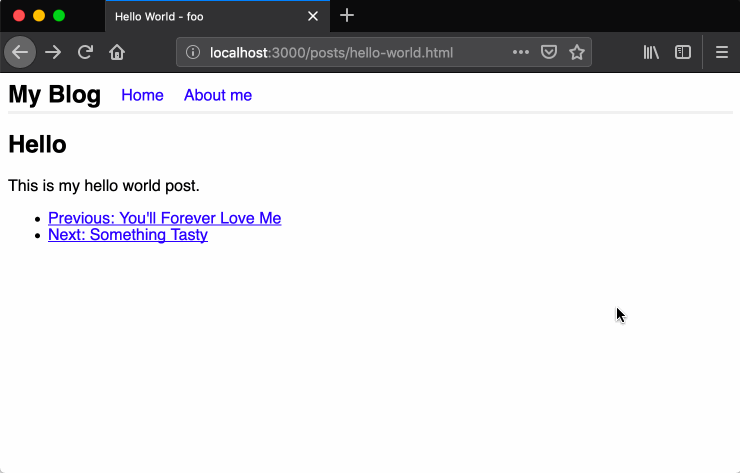 Hello World - foo
localhost:3000/posts/hello-world.html
My Blog Home About me
Hello
This is my hello world post.
Previous: You'll Forever Love Me
Next: Something Tasty